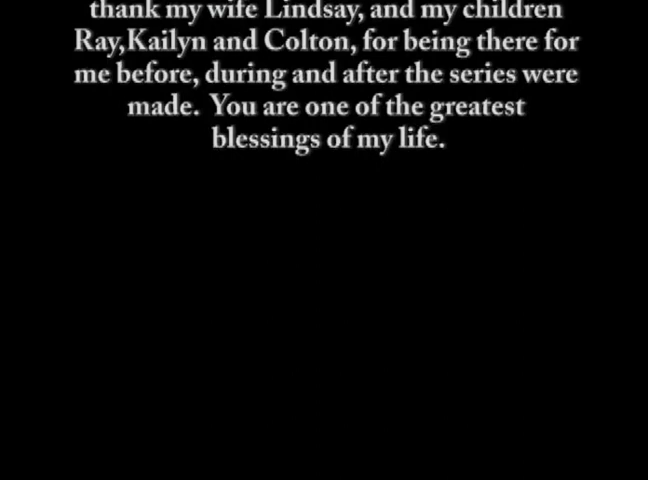 thank my wife Lindsay, and my children
Ray,Kailyn and Colton, for being there for
me before, during and after the series were
made.  You are one of the greatest
blessings of my life.